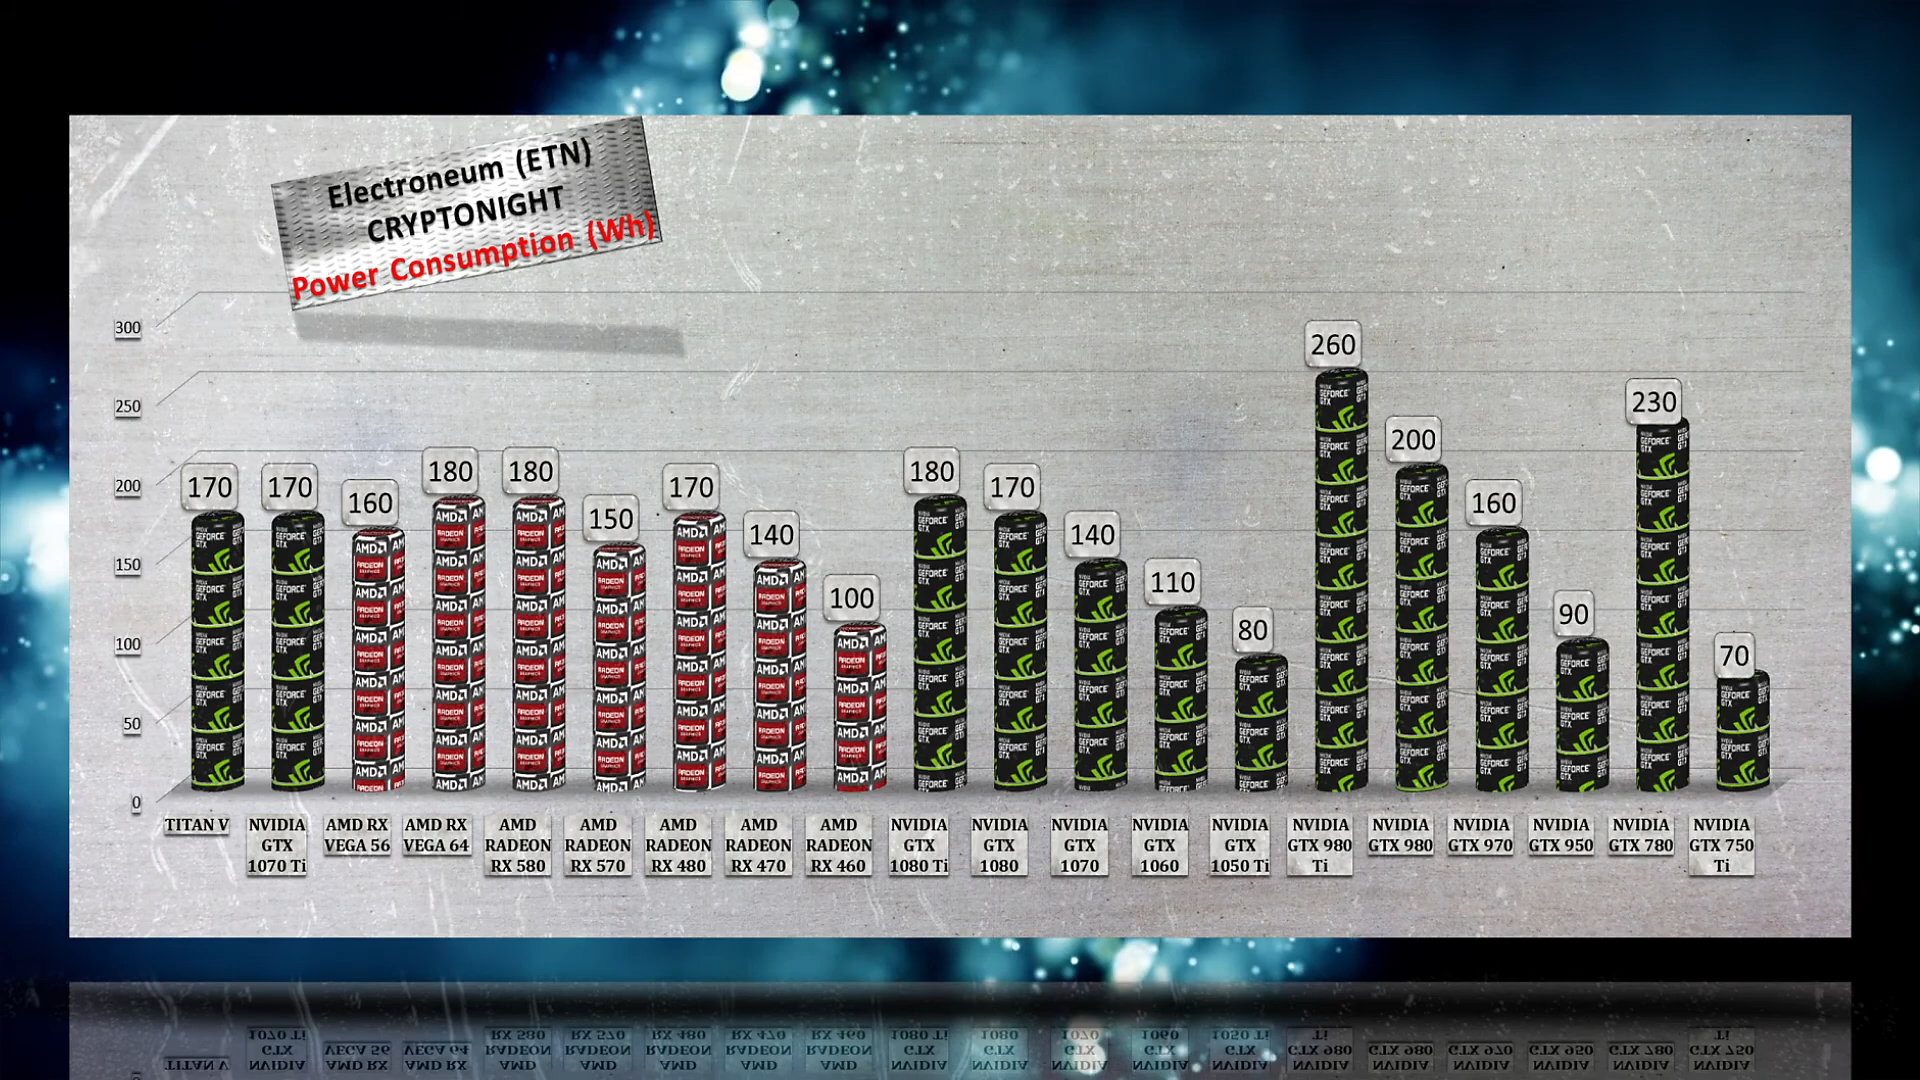 Electroneum (ETN)
CRYPTONIGHT
Power Consumption (Wh)
300
250
200
150
100
50
0
170
170
160
180
180
150
170
140
100
180
170
140
110
80
260
200
160
90
230
70
TITAN V
NVIDIA
GTX
1070 Ti
AMD RX
VEGA 56
AMD RX
VEGA 64
AMD
RADEON
RX 580
AMD
RADEON
RX 570
AMD
RADEON
RX 480
AMD
RADEON
RX 470
AMD
RADEON
RX 460
NVIDIA
GTX
1080 Ti
NVIDIA
GTX
1080
NVIDIA
GTX
1070
NVIDIA
GTX
1060
NVIDIA
GTX
1050 Ti
NVIDIA
GTX 980
Ti
NVIDIA
GTX 980
NVIDIA
GTX 970
NVIDIA
GTX 950
NVIDIA
GTX 780
NVIDIA
GTX 750
Ti